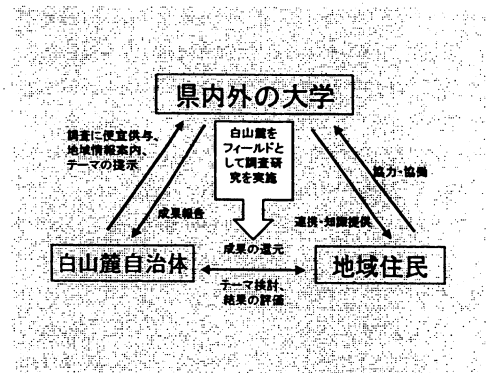 県内外の大学
調査に便宜供与、
地域情報案内、
テーマの提示
白山麓を
フィールドと
して調査研
究を実施
協力・協働
成果報告
連携・知識提供
成果の還元
白山麓自治体
地域住民
テーマ検討、
結果の評価